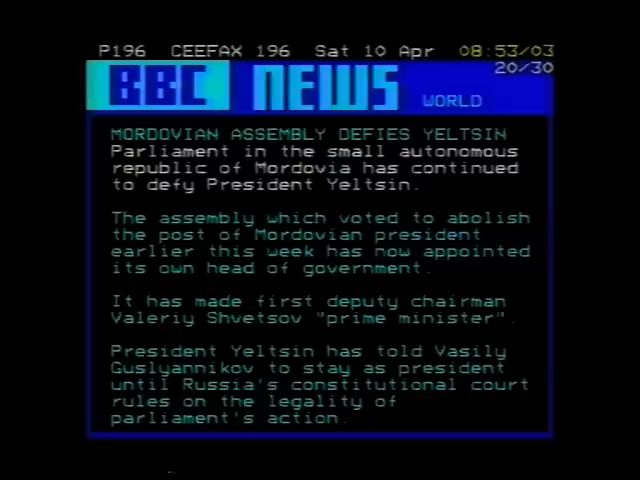 P196 CEEFAX 196 Sat 10 Apr 08:53/03
20/30
BBC NEWS WORLD
MORDOVIAN ASSEMBLY DEFIES YELTSIN
Parliament in the small autonomous
republic of Mordovia has continued
to defy President Yeltsin.
The assembly which voted to abolish
the post of Mordovian president
earlier this week has now appointed
its own head of government.
It has made first deputy chairman
Valeriy Shvetsov "prime minister".
President Yeltsin has told Vasily
Guslyannikov to stay as president
until Russia's constitutional court
rules on the legality of
parliament's action.